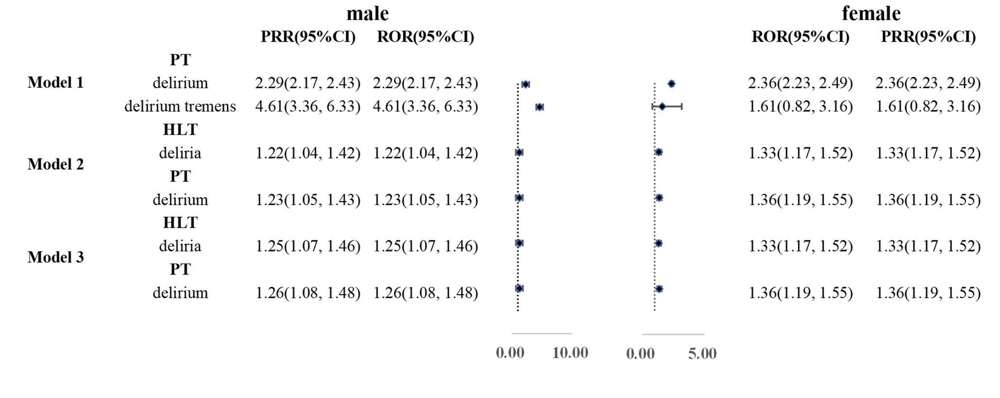 male female
PRR(95%CI) ROR(95%CI) ROR(95%CI) PRR(95%CI)
PT
Model 1 delirium 2.29(2.17, 2.43) 2.29(2.17, 2.43) 2.36(2.23, 2.49) 2.36(2.23, 2.49)
delirium tremens 4.61(3.36, 6.33) 4.61(3.36, 6.33) 1.61(0.82, 3.16) 1.61(0.82, 3.16)
HLT
deliria 1.22(1.04, 1.42) 1.22(1.04, 1.42) 1.33(1.17, 1.52) 1.33(1.17, 1.52)
Model 2
PT
delirium 1.23(1.05, 1.43) 1.23(1.05, 1.43) 1.36(1.19, 1.55) 1.36(1.19, 1.55)
HLT
deliria 1.25(1.07, 1.46) 1.25(1.07, 1.46) 1.33(1.17, 1.52) 1.33(1.17, 1.52)
Model 3
PT
delirium 1.26(1.08, 1.48) 1.26(1.08, 1.48) 1.36(1.19, 1.55) 1.36(1.19, 1.55)
0.00 10.00 0.00 5.00